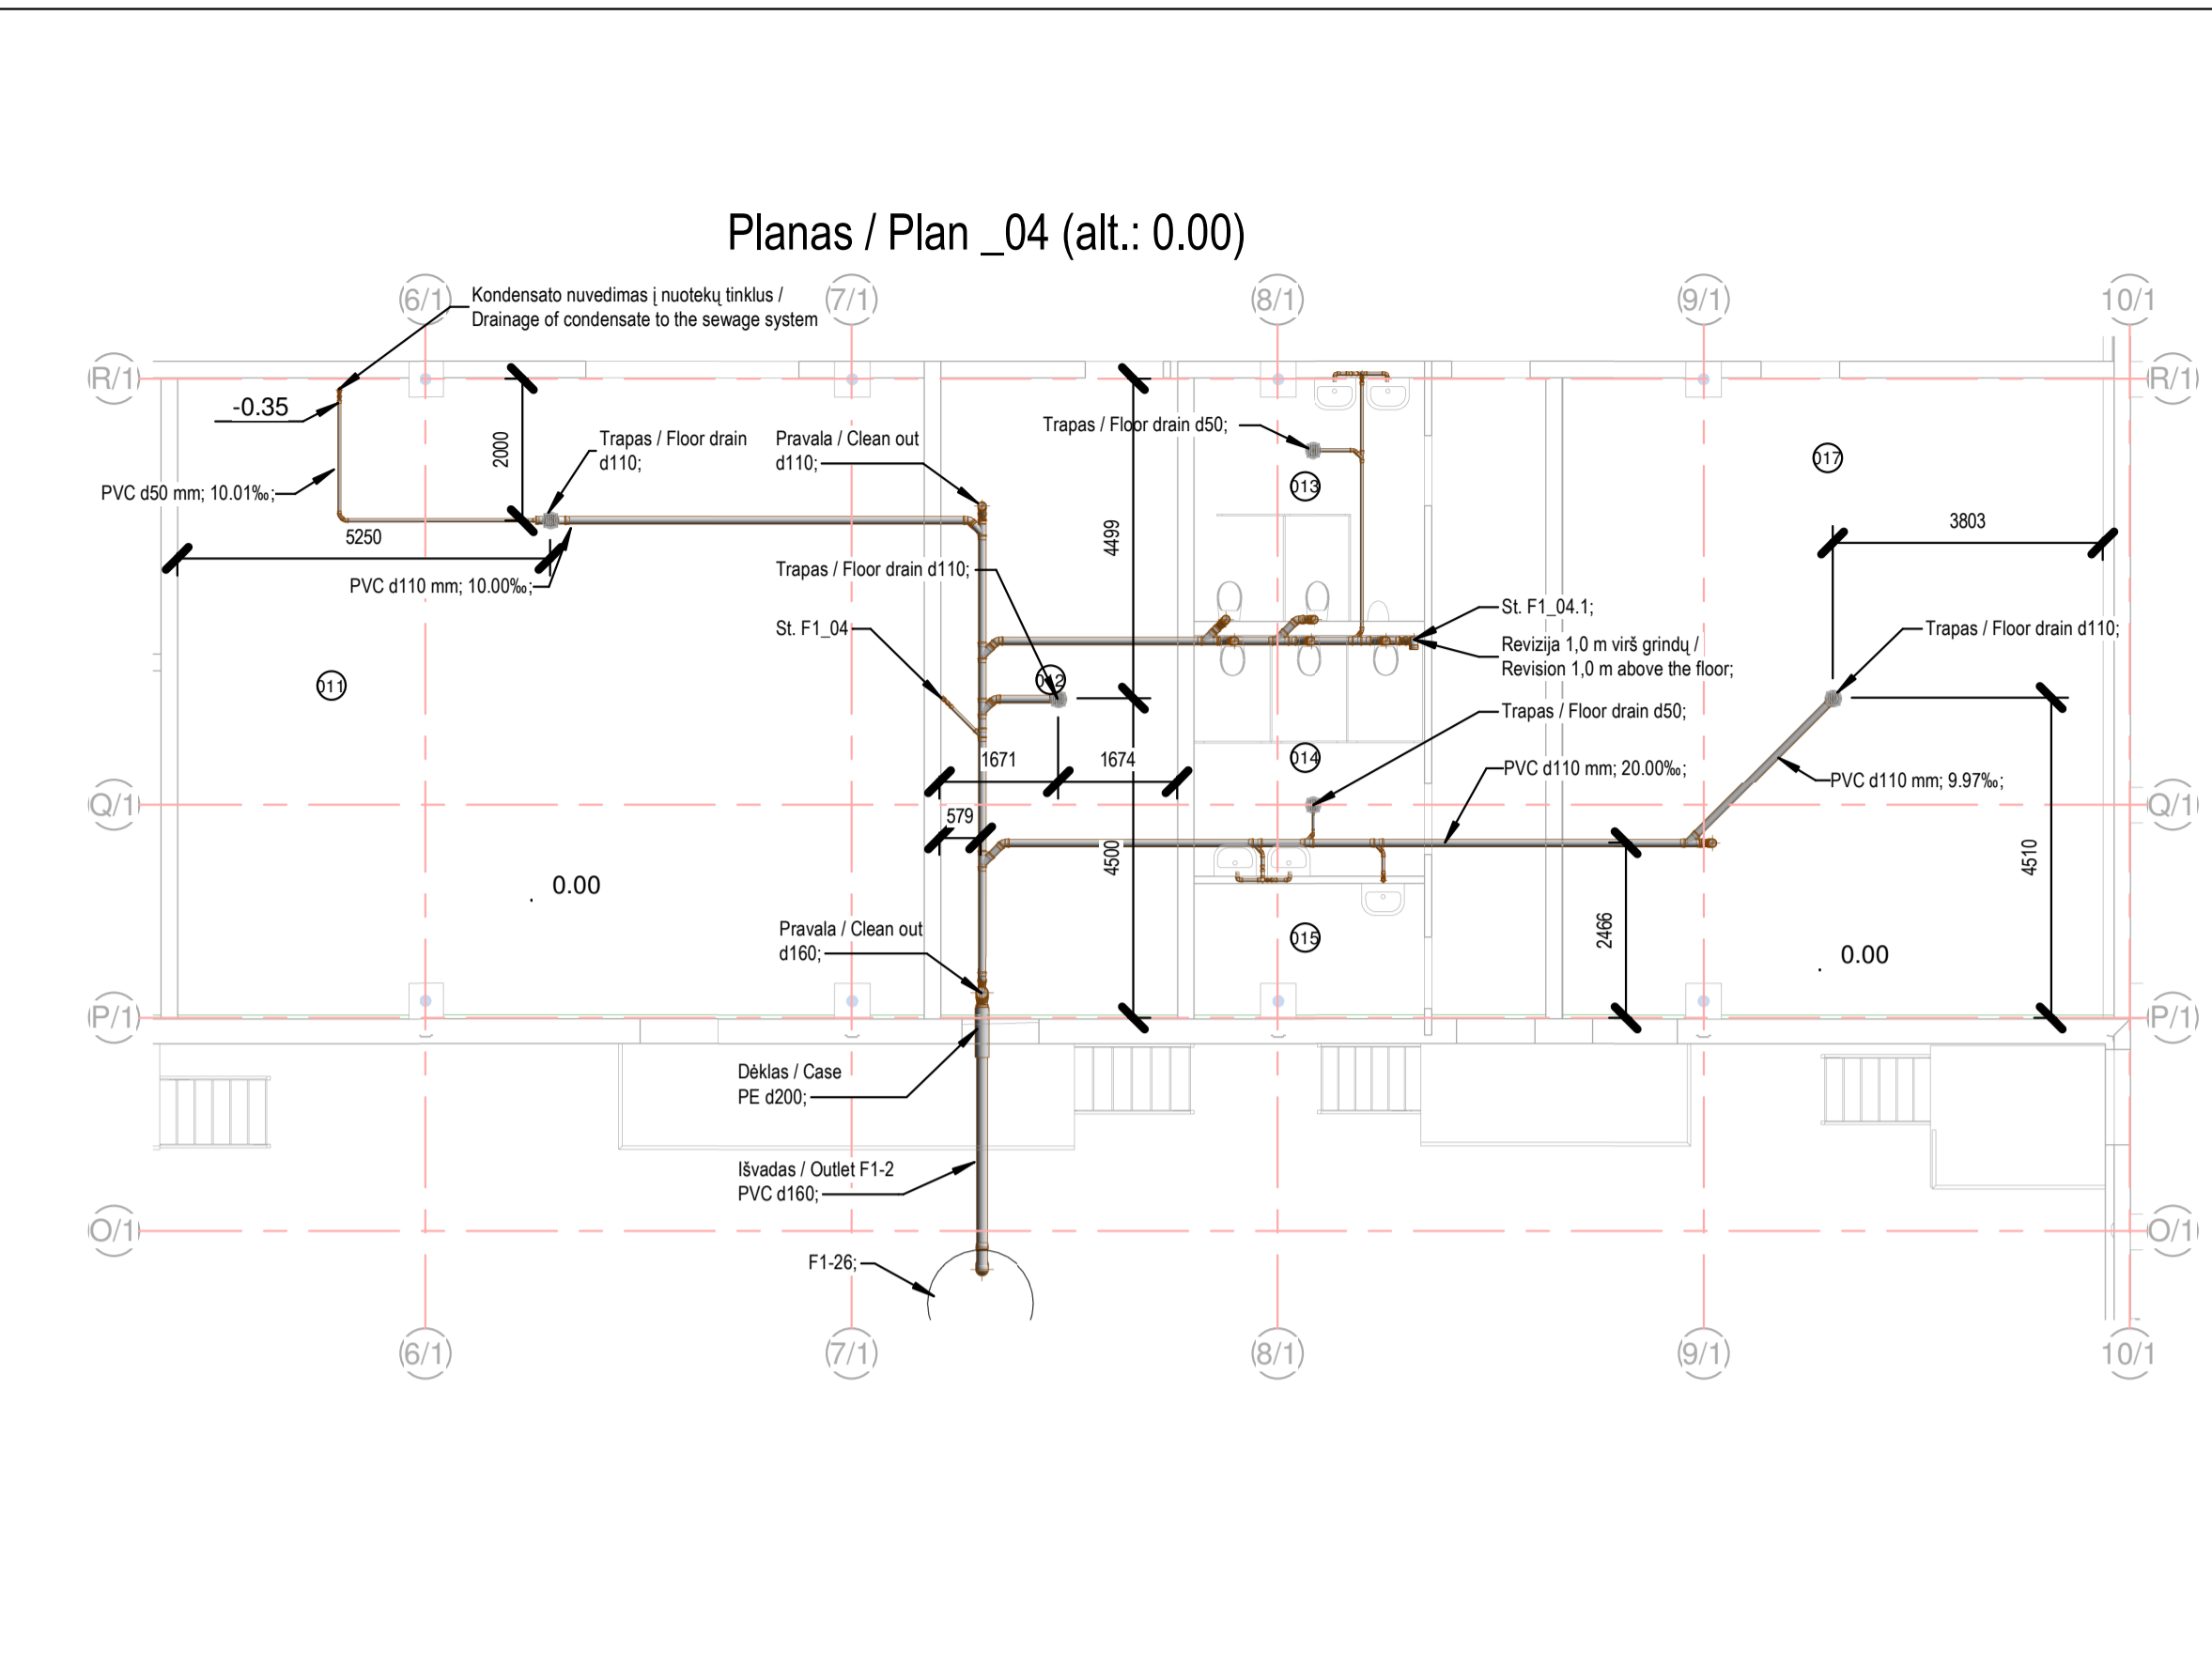 Planas / Plan _04 (alt.: 0.00)
6/1
7/1
8/1
9/1
10/1
Kondensato nuvedimas į nuotekų tinklus /
Drainage of condensate to the sewage system
R/1
R/1
-0.35
2000
Trapas / Floor drain
d110;
Pravala / Clean out
d110;
Trapas / Floor drain d50;
013
017
PVC d50 mm; 10.01‰;
5250
4499
3803
PVC d110 mm; 10.00‰;
Trapas / Floor drain d110;
St. F1_04
St. F1_04.1;
Revizija 1,0 m virš grindų /
Revision 1,0 m above the floor;
Trapas / Floor drain d110;
011
012
Trapas / Floor drain d50;
1671
1674
014
PVC d110 mm; 20.00‰;
PVC d110 mm; 9.97‰;
Q/1
Q/1
579
4500
4510
0.00
Pravala / Clean out
d160;
015
2466
0.00
P/1
P/1
Dėklas / Case
PE d200;
Išvadas / Outlet F1-2
PVC d160;
O/1
O/1
F1-26;
6/1
7/1
8/1
9/1
10/1